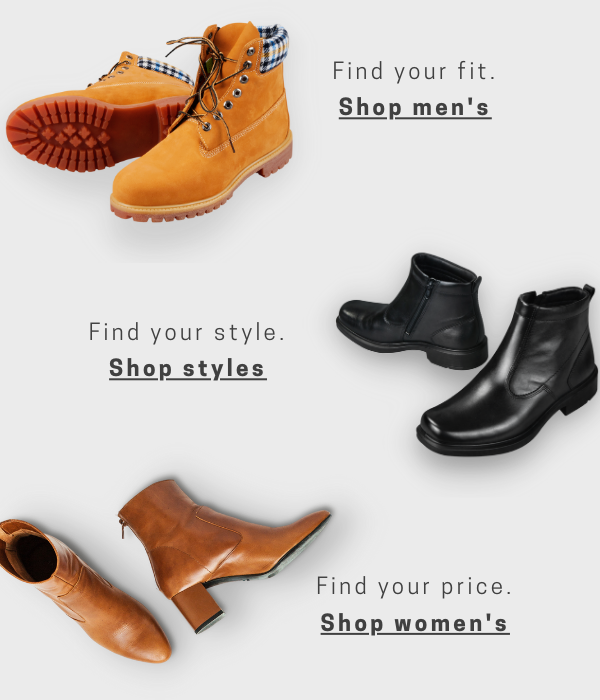 Find your fit.
Shop men's
Find your style.
Shop styles
Find your price.
Shop women's